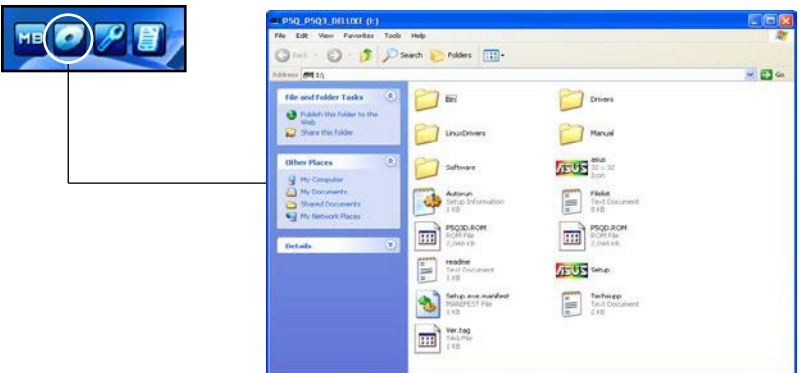 MB
P5Q_P5Q3_DELUXE (I:)
File Edit View Favorites Tools Help
Back Search Folders
Address I:\ Go
File and Folder Tasks
Publish this folder to the
Web
Share this folder
Other Places
My Computer
My Documents
Shared Documents
My Network Places
Details
Bin
Drivers
LinuxDrivers
Manual
Software
ASUS
asus
32 x 32
Icon
Autorun
Setup Information
1 KB
Filelist
Text Document
8 KB
P5Q3D.ROM
ROM File
2,048 KB
P5QD.ROM
ROM File
2,048 KB
readme
Text Document
1 KB
ASUS
Setup
Setup.exe.manifest
MANIFEST File
1 KB
Techsupp
Text Document
2 KB
Ver.tag
TAG File
1 KB